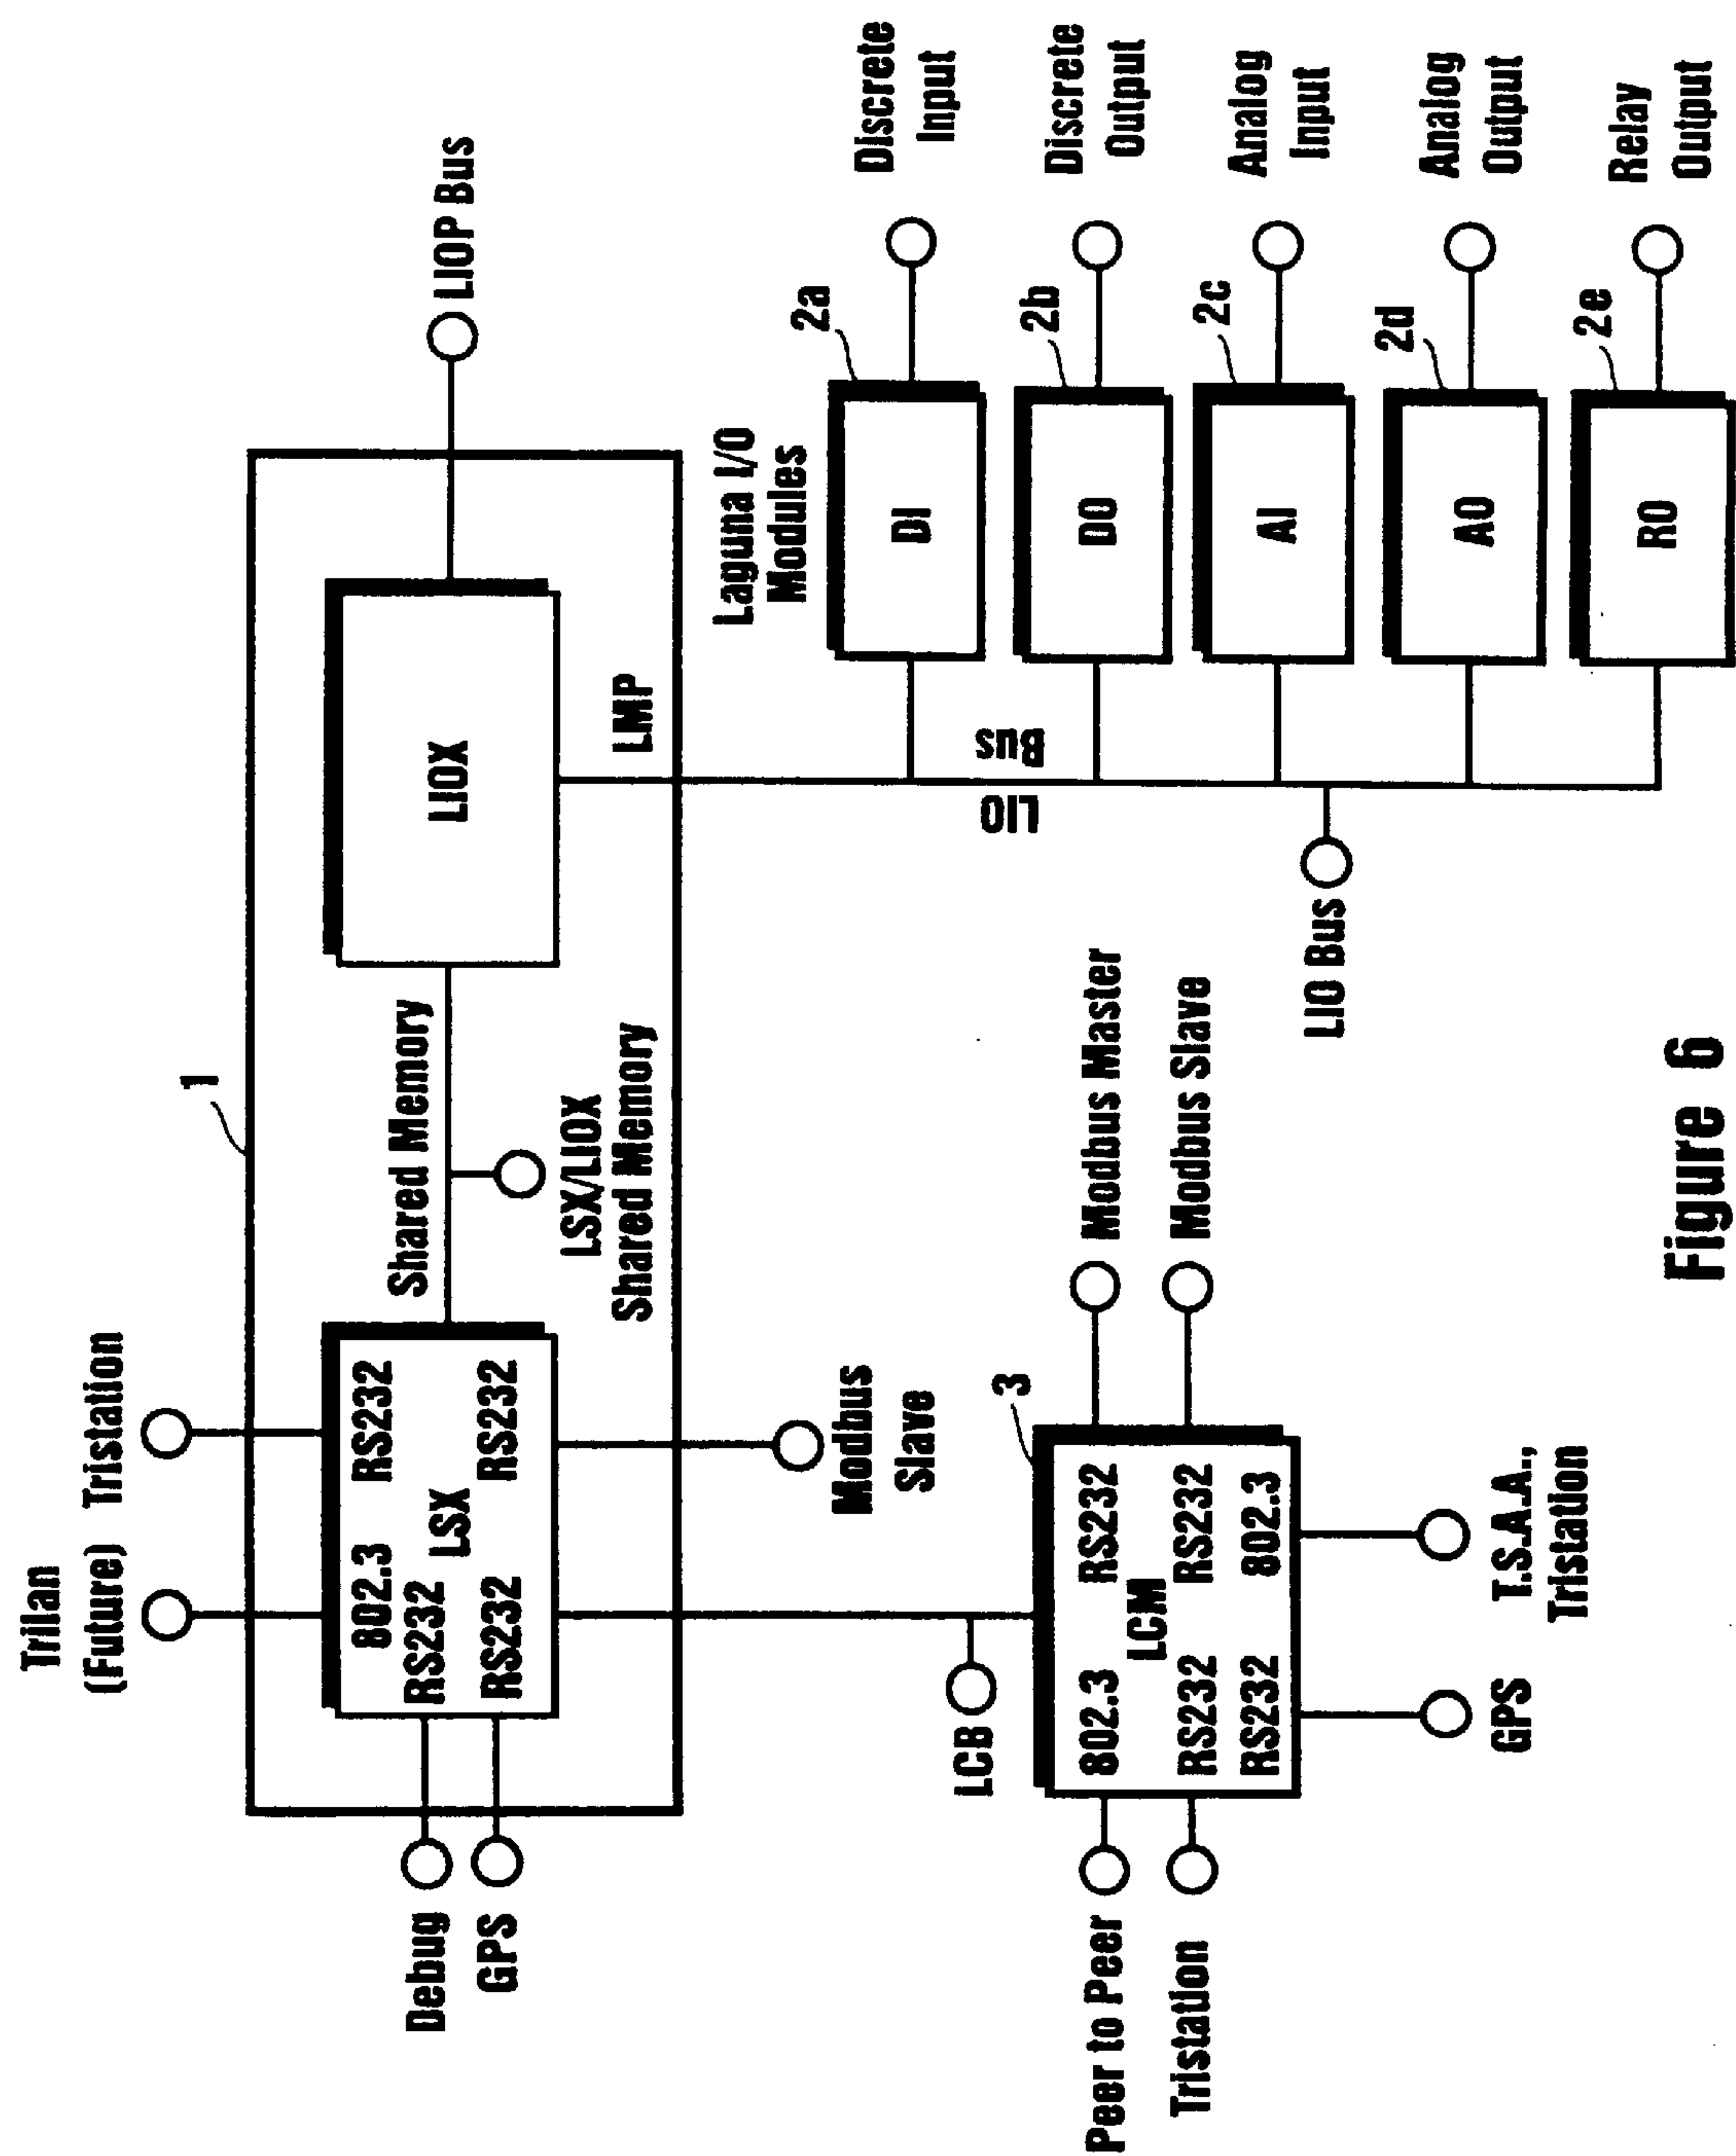 Trilan
(Future)
Tristation
1
Debug
GPS
802.3
RS232
RS232
LSX
RS232
RS232
Shared Memory
LSX/LIOX
Shared Memory
LIOX
LMP
LIOP Bus
Modbus
Slave
LCB
3
Peer to Peer
Tristation
802.3
RS232
RS232
LCM
RS232
RS232
802.3
Modbus Master
Modbus Slave
GPS
T.S.A.A.,
Tristation
Laguna I/O
Modules
LIO
Bus
LIO Bus
DI
2a
Discrete
Input
DO
2b
Discrete
Output
AI
2c
Analog
Input
AO
2d
Analog
Output
RO
2e
Relay
Output
Figure 6